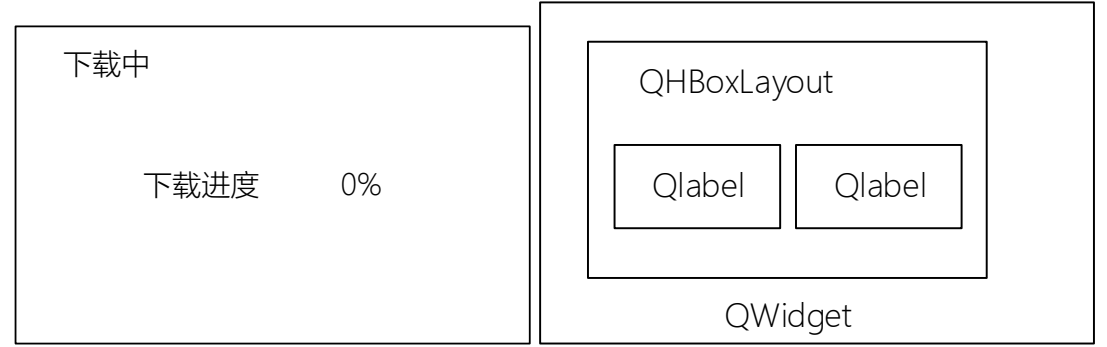 下载中
下载进度 0%
QHBoxLayout
Qlabel Qlabel
QWidget